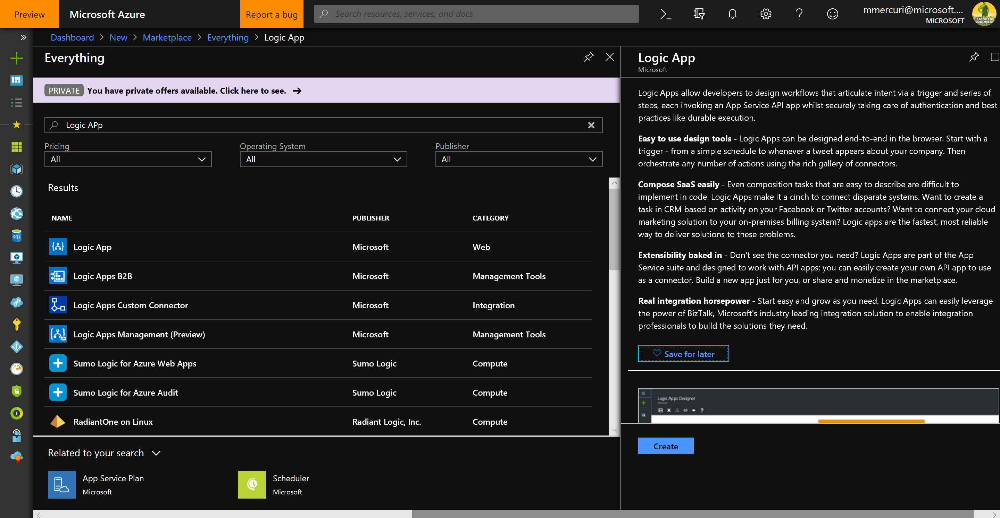 Preview
Microsoft Azure
Report a bug
Search resources, services, and docs
mmercuri@microsoft....
MICROSOFT
I STAND FOR
GOODNESS
Dashboard > New > Marketplace > Everything > Logic App
Everything
PRIVATE You have private offers available. Click here to see. →
Logic APp
Pricing
Operating System
Publisher
All
All
All
Results
NAME PUBLISHER CATEGORY
Logic App Microsoft Web
Logic Apps B2B Microsoft Management Tools
Logic Apps Custom Connector Microsoft Integration
Logic Apps Management (Preview) Microsoft Management Tools
Sumo Logic for Azure Web Apps Sumo Logic Compute
Sumo Logic for Azure Audit Sumo Logic Compute
RadiantOne on Linux Radiant Logic, Inc. Compute
Related to your search
App Service Plan
Microsoft
Scheduler
Microsoft
SQL
Logic App
Microsoft
Logic Apps allow developers to design workflows that articulate intent via a trigger and series of
steps, each invoking an App Service API app whilst securely taking care of authentication and best
practices like durable execution.
Easy to use design tools - Logic Apps can be designed end-to-end in the browser. Start with a
trigger - from a simple schedule to whenever a tweet appears about your company. Then
orchestrate any number of actions using the rich gallery of connectors.
Compose SaaS easily - Even composition tasks that are easy to describe are difficult to
implement in code. Logic Apps make it a cinch to connect disparate systems. Want to create a
task in CRM based on activity on your Facebook or Twitter accounts? Want to connect your cloud
marketing solution to your on-premises billing system? Logic apps are the fastest, most reliable
way to deliver solutions to these problems.
Extensibility baked in - Don't see the connector you need? Logic Apps are part of the App
Service suite and designed to work with API apps; you can easily create your own API app to use
as a connector. Build a new app just for you, or share and monetize in the marketplace.
Real integration horsepower - Start easy and grow as you need. Logic Apps can easily leverage
the power of BizTalk, Microsoft's industry leading integration solution to enable integration
professionals to build the solutions they need.
Save for later
Logic Apps Designer
Create